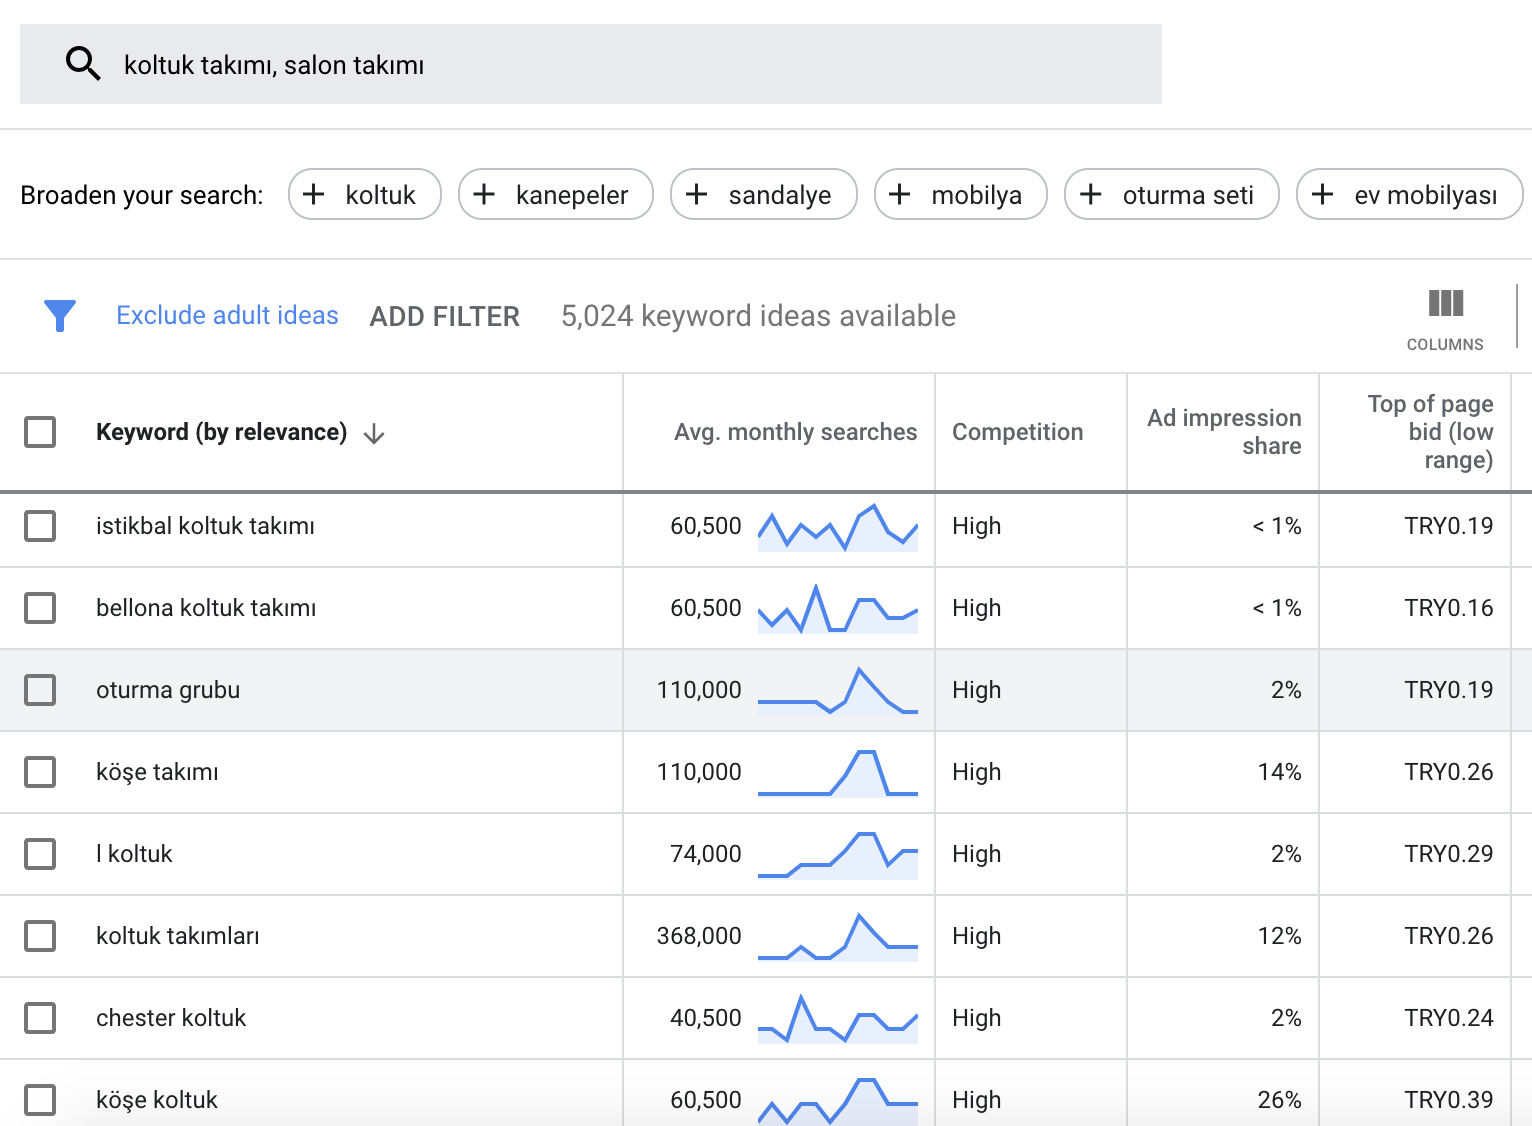 koltuk takımı, salon takımı
Broaden your search: koltuk kanepeler sandalye mobilya oturma seti ev mobilyası
Exclude adult ideas ADD FILTER 5,024 keyword ideas available
COLUMNS
Keyword (by relevance) Avg. monthly searches Competition Ad impression share Top of page bid (low range)
istikbal koltuk takımı 60,500 High < 1% TRY0.19
bellona koltuk takımı 60,500 High < 1% TRY0.16
oturma grubu 110,000 High 2% TRY0.19
köşe takımı 110,000 High 14% TRY0.26
l koltuk 74,000 High 2% TRY0.29
koltuk takımları 368,000 High 12% TRY0.26
chester koltuk 40,500 High 2% TRY0.24
köşe koltuk 60,500 High 26% TRY0.39